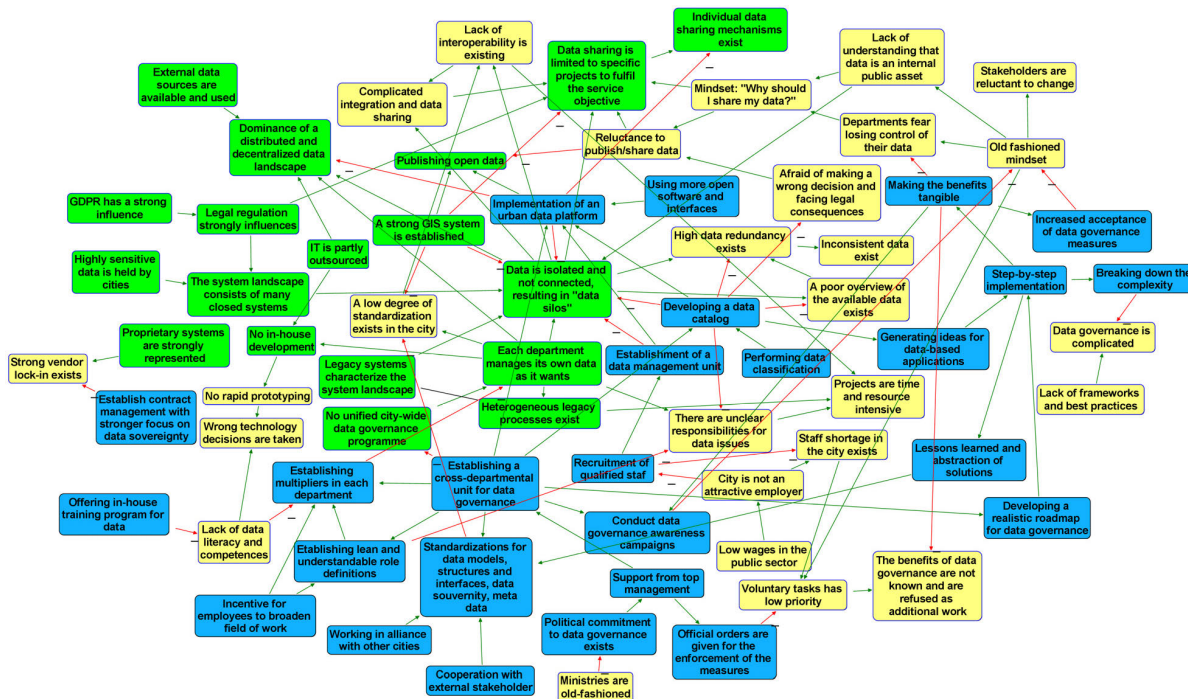 Lack of
interoperability is
existing
Data sharing is
limited to specific
projects to fulfil
the service
objective
Individual data
sharing mechanisms
exist
Lack of
understanding that
data is an internal
public asset
Stakeholders are
reluctant to change
External data
sources are
available and used
Complicated
integration and data
sharing
Mindset: "Why should
I share my data?"
Departments fear
losing control of
their data
Old fashioned
mindset
Dominance of a
distributed and
decentralized data
landscape
Reluctance to
publish/share data
Publishing open data
Afraid of making a
wrong decision and
facing legal
consequences
Making the benefits
tangible
GDPR has a strong
influence
Legal regulation
strongly influences
Implementation of an
urban data platform
Using more open
software and
interfaces
A strong GIS system
is established
IT is partly
outsourced
High data redundancy
exists
Inconsistent data
exist
Increased acceptance
of data governance
measures
Highly sensitive
data is held by
cities
The system landscape
consists of many
closed systems
Data is isolated and
not connected,
resulting in "data
silos"
A poor overview of
the available data
exists
Step-by-step
implementation
Breaking down the
complexity
A low degree of
standardization
exists in the city
Developing a data
catalog
Proprietary systems
are strongly
represented
No in-house
development
Each department
manages its own data
as it wants
Establishment of a
data management unit
Performing data
classification
Generating ideas for
data-based
applications
Data governance is
complicated
Strong vendor
lock-in exists
Legacy systems
characterize the
system landscape
Establish contract
management with
stronger focus on
data sovereignty
No rapid prototyping
Heterogeneous legacy
processes exist
Projects are time
and resource
intensive
Lack of frameworks
and best practices
Wrong technology
decisions are taken
No unified city-wide
data governance
programme
There are unclear
responsibilities for
data issues
Staff shortage in
the city exists
Lessons learned and
abstraction of
solutions
Establishing
multipliers in each
department
Establishing a
cross-departmental
unit for data
governance
Recruitment of
qualified staf
City is not an
attractive employer
Offering in-house
training program for
data
Lack of data
literacy and
competences
Developing a
realistic roadmap
for data governance
Etablishing lean and
understandable role
definitions
Standardizations for
data models,
structures and
interfaces, data
souvernity, meta
data
Conduct data
governance awareness
campaigns
Low wages in the
public sector
The benefits of data
governance are not
known and are
refused as
additional work
Support from top
management
Voluntary tasks has
low priority
Incentive for
employees to broaden
field of work
Political commitment
to data governance
exists
Working in alliance
with other cities
Official orders are
given for the
enforcement of the
measures
Cooperation with
external stakeholder
Ministries are
old-fashioned